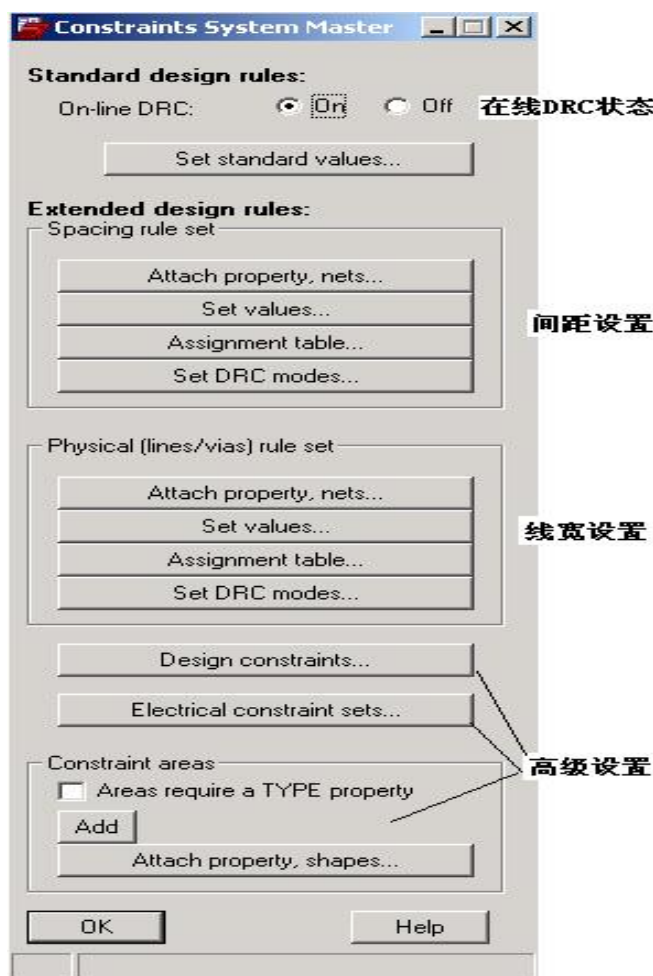 Constraints System Master
Standard design rules:
On-line DRC: On Off 在线DRC状态
Set standard values...
Extended design rules:
Spacing rule set
Attach property, nets...
Set values...
间距设置
Assignment table...
Set DRC modes...
Physical (lines/vias) rule set
Attach property, nets...
Set values...
线宽设置
Assignment table...
Set DRC modes...
Design constraints...
Electrical constraint sets...
Constraint areas
高级设置
Areas require a TYPE property
Add
Attach property, shapes...
OK Help